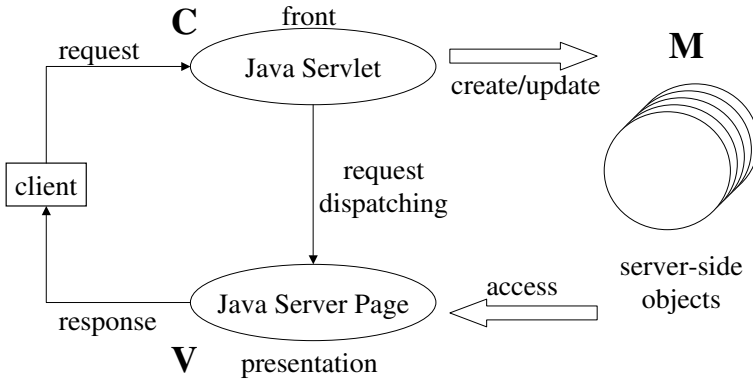 C
front
M
request
Java Servlet
create/update
client
request
dispatching
server-side
objects
access
Java Server Page
response
V
presentation